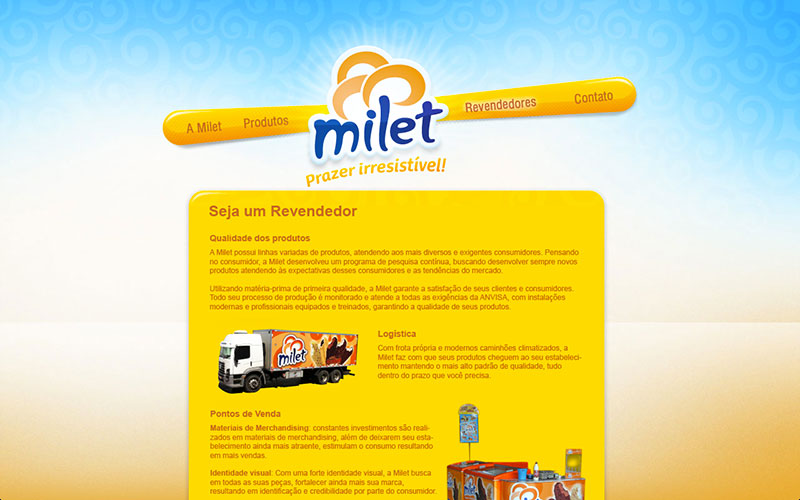 A Milet
Produtos
milet
Prazer irresistível!
Revendedores
Contato
Seja um Revendedor
Qualidade dos produtos
A Milet possui linhas variadas de produtos, atendendo aos mais diversos e exigentes consumidores. Pensando
no consumidor, a Milet desenvolveu um programa de pesquisa contínua, buscando desenvolver sempre novos
produtos atendendo às expectativas desses consumidores e as tendências do mercado.
Utilizando matéria-prima de primeira qualidade, a Milet garante a satisfação de seus clientes e consumidores.
Todo seu processo de produção é monitorado e atende a todas as exigências da ANVISA, com instalações
modernas e profissionais equipados e treinados, garantindo a qualidade de seus produtos.
milet
Logística
Com frota própria e modernos caminhões climatizados, a
Milet faz com que seus produtos cheguem ao seu estabeleci-
mento mantendo o mais alto padrão de qualidade, tudo
dentro do prazo que você precisa.
Pontos de Venda
Materiais de Merchandising: constantes investimentos são reali-
zados em materiais de merchandising, além de deixarem seu esta-
belecimento ainda mais atraente, estimulam o consumo resultando
em mais vendas.
Identidade visual: Com uma forte identidade visual, a Milet busca
em todas as suas peças, fortalecer ainda mais sua marca,
resultando em identificação e credibilidade por parte do consumidor.